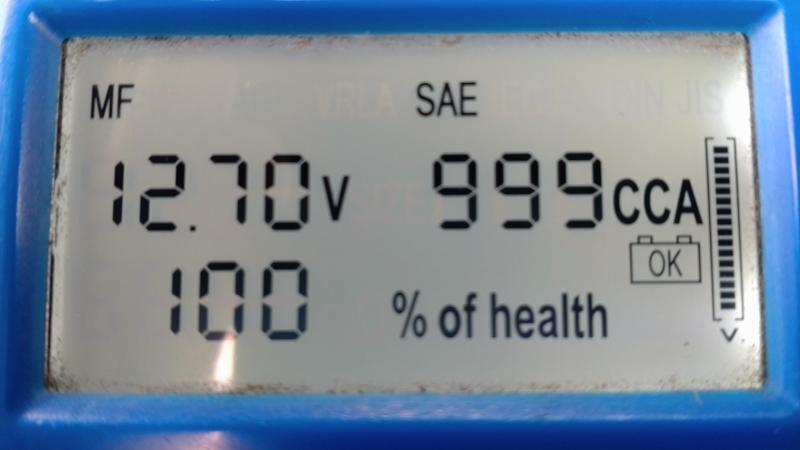 MF SAE
12.70V 999CCA
OK
100 % of health